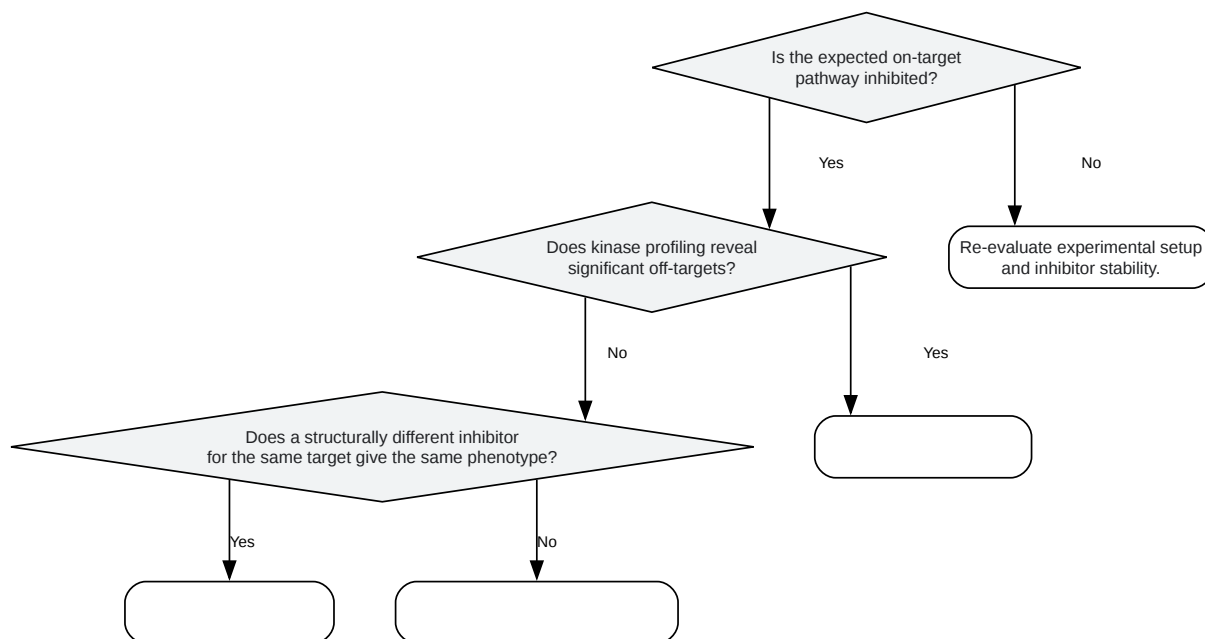 Is the expected on-target
pathway inhibited?
Yes
No
Does kinase profiling reveal
significant off-targets?
Re-evaluate experimental setup
and inhibitor stability.
No
Yes
Does a structurally different inhibitor
for the same target give the same phenotype?
Yes
No